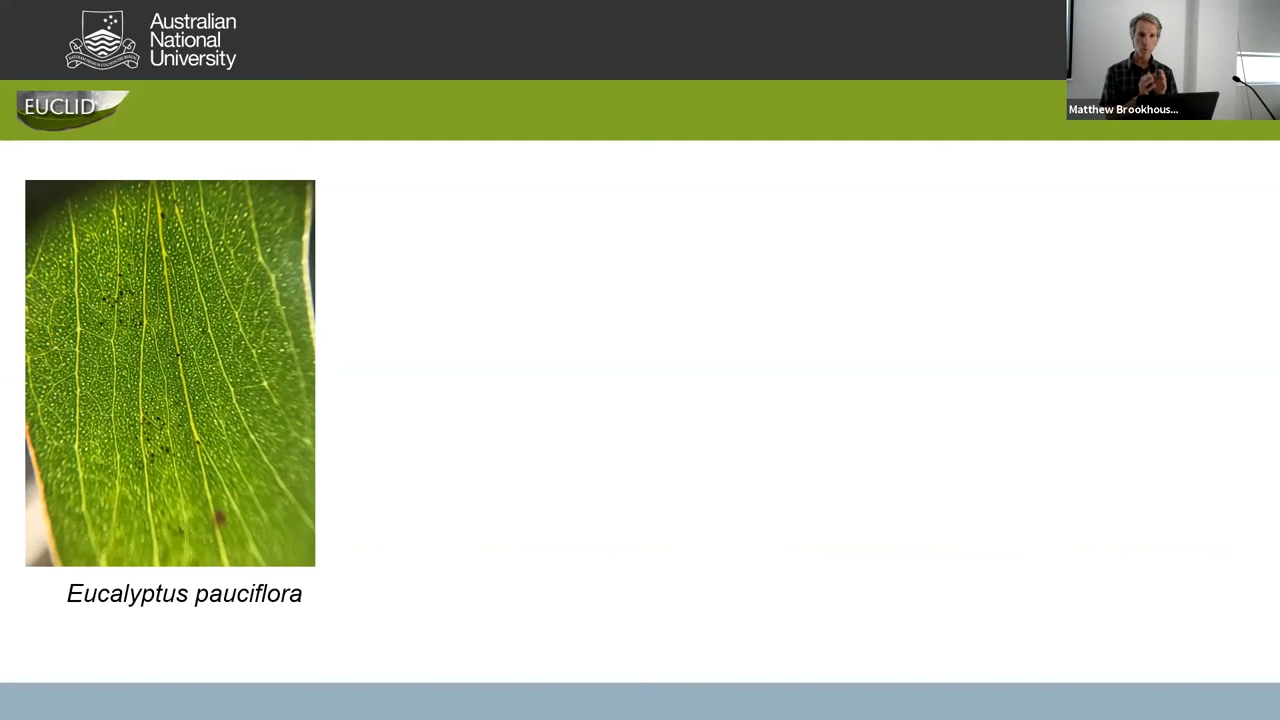 Australian
National
University
EUCLID
Matthew Brookhous...
Eucalyptus pauciflora